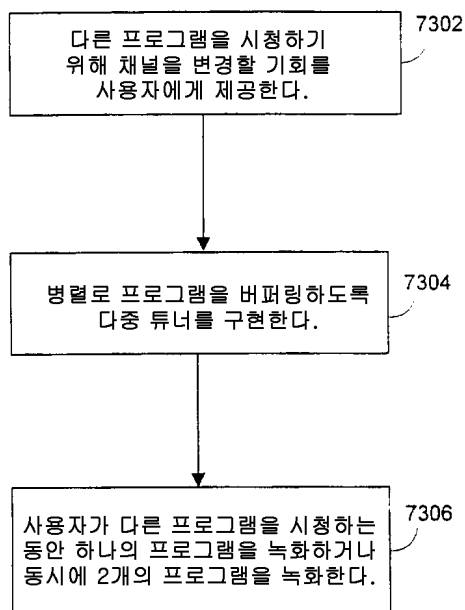 다른 프로그램을 시청하기
위해 채널을 변경할 기회를
사용자에게 제공한다.
7302
병렬로 프로그램을 버퍼링하도록
다중 튜너를 구현한다.
7304
사용자가 다른 프로그램을 시청하는
동안 하나의 프로그램을 녹화하거나
동시에 2개의 프로그램을 녹화한다.
7306